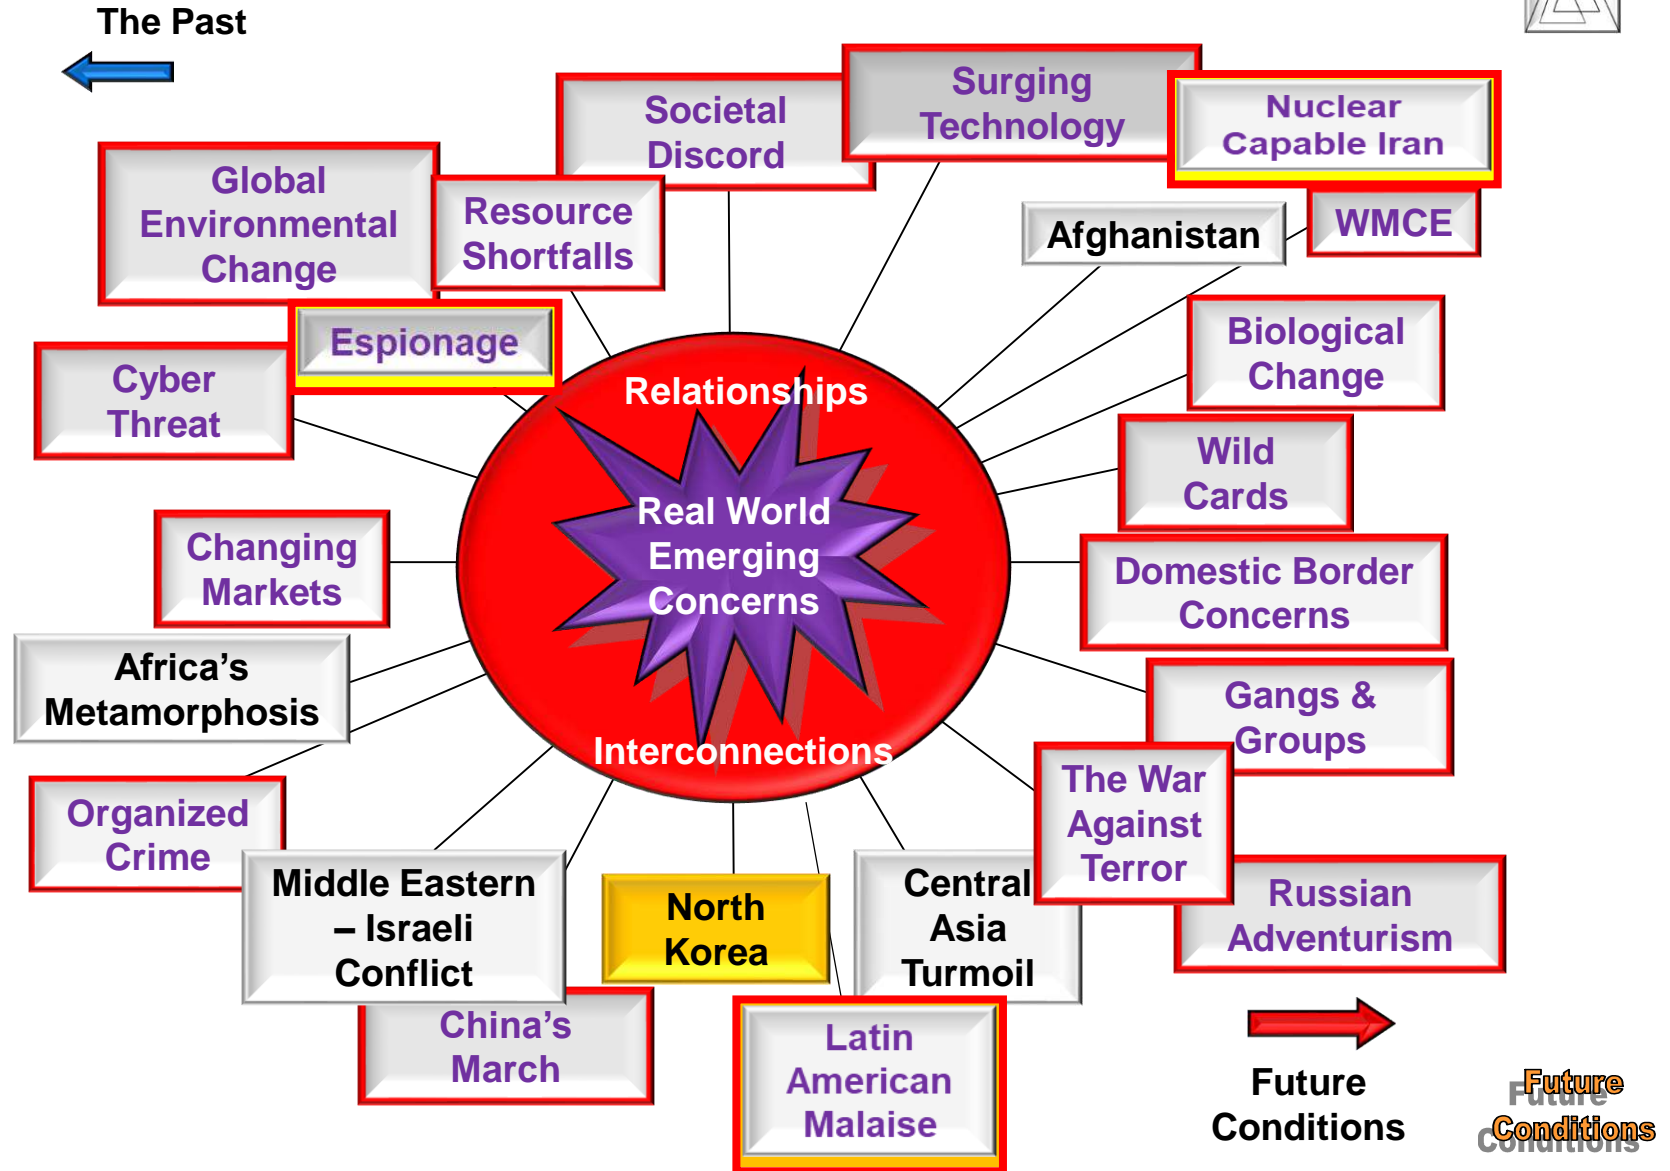 The Past
Surging
Technology
Societal
Discord
Nuclear
Capable Iran
Global
Environmental
Change
Resource
Shortfalls
Afghanistan
WMCE
Espionage
Cyber
Threat
Biological
Change
Relationships
Wild
Cards
Real World
Emerging
Concerns
Changing
Markets
Domestic Border
Concerns
Africa’s
Metamorphosis
Gangs &
Groups
Interconnections
The War
Against
Terror
Organized
Crime
Middle Eastern
– Israeli
Conflict
North
Korea
Central
Asia
Turmoil
Russian
Adventurism
China’s
March
Latin
American
Malaise
Future
Conditions
Future
Conditions